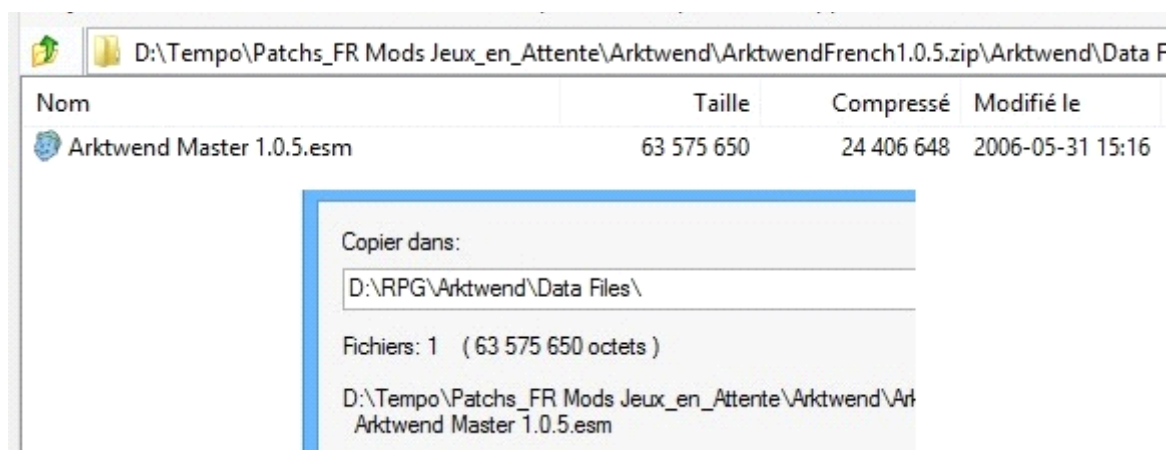 D:\Tempo\Patchs_FR Mods Jeux_en_Attente\Arktwend\ArktwendFrench1.0.5.zip\Arktwend\Data F
Nom Taille Compressé Modifié le
Arktwend Master 1.0.5.esm 63 575 650 24 406 648 2006-05-31 15:16
Copier dans:
D:\RPG\Arktwend\Data Files\
Fichiers: 1 ( 63 575 650 octets )
D:\Tempo\Patchs_FR Mods Jeux_en_Attente\Arktwend\Ark
Arktwend Master 1.0.5.esm